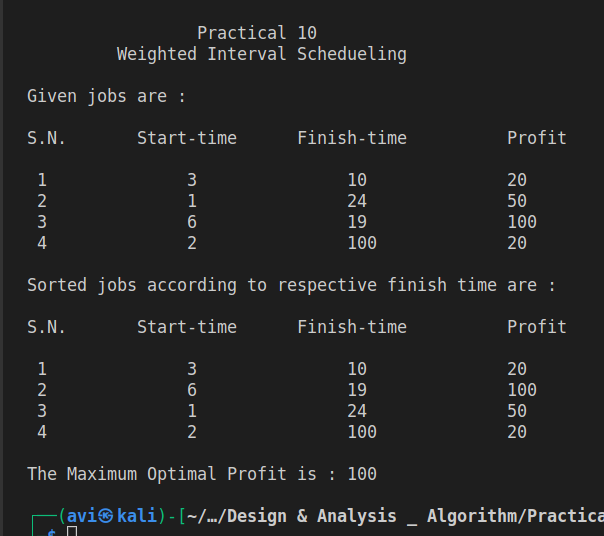 Practical 10
Weighted Interval Schedueling
Given jobs are :
S.N. Start-time Finish-time Profit
1 3 10 20
2 1 24 50
3 6 19 100
4 2 100 20
Sorted jobs according to respective finish time are :
S.N. Start-time Finish-time Profit
1 3 10 20
2 6 19 100
3 1 24 50
4 2 100 20
The Maximum Optimal Profit is : 100
┌──(avi㉿kali)-[~/…/Design & Analysis _ Algorithm/Practica
$